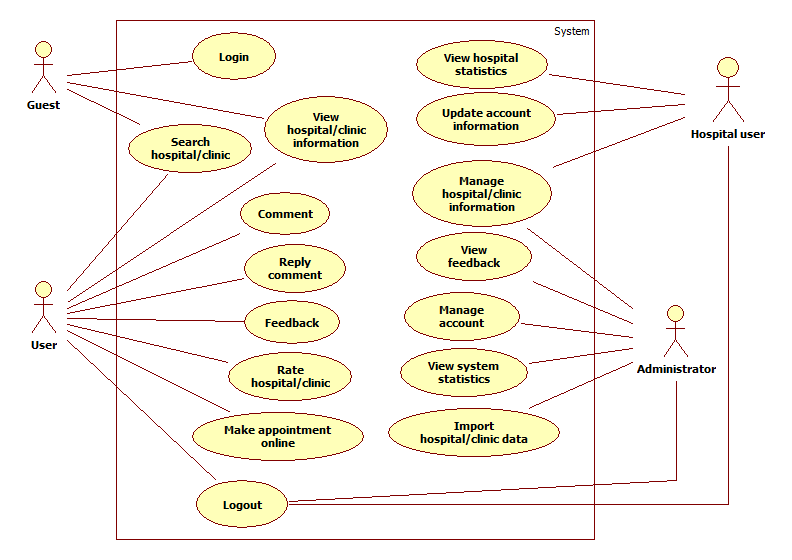 System
Guest
Login
View
hospital/clinic
information
Search
hospital/clinic
Comment
Reply
comment
User
Feedback
Rate
hospital/clinic
Make appointment
online
Logout
View hospital
statistics
Update account
information
Manage
hospital/clinic
information
View
feedback
Manage
account
View system
statistics
Import
hospital/clinic data
Hospital user
Administrator